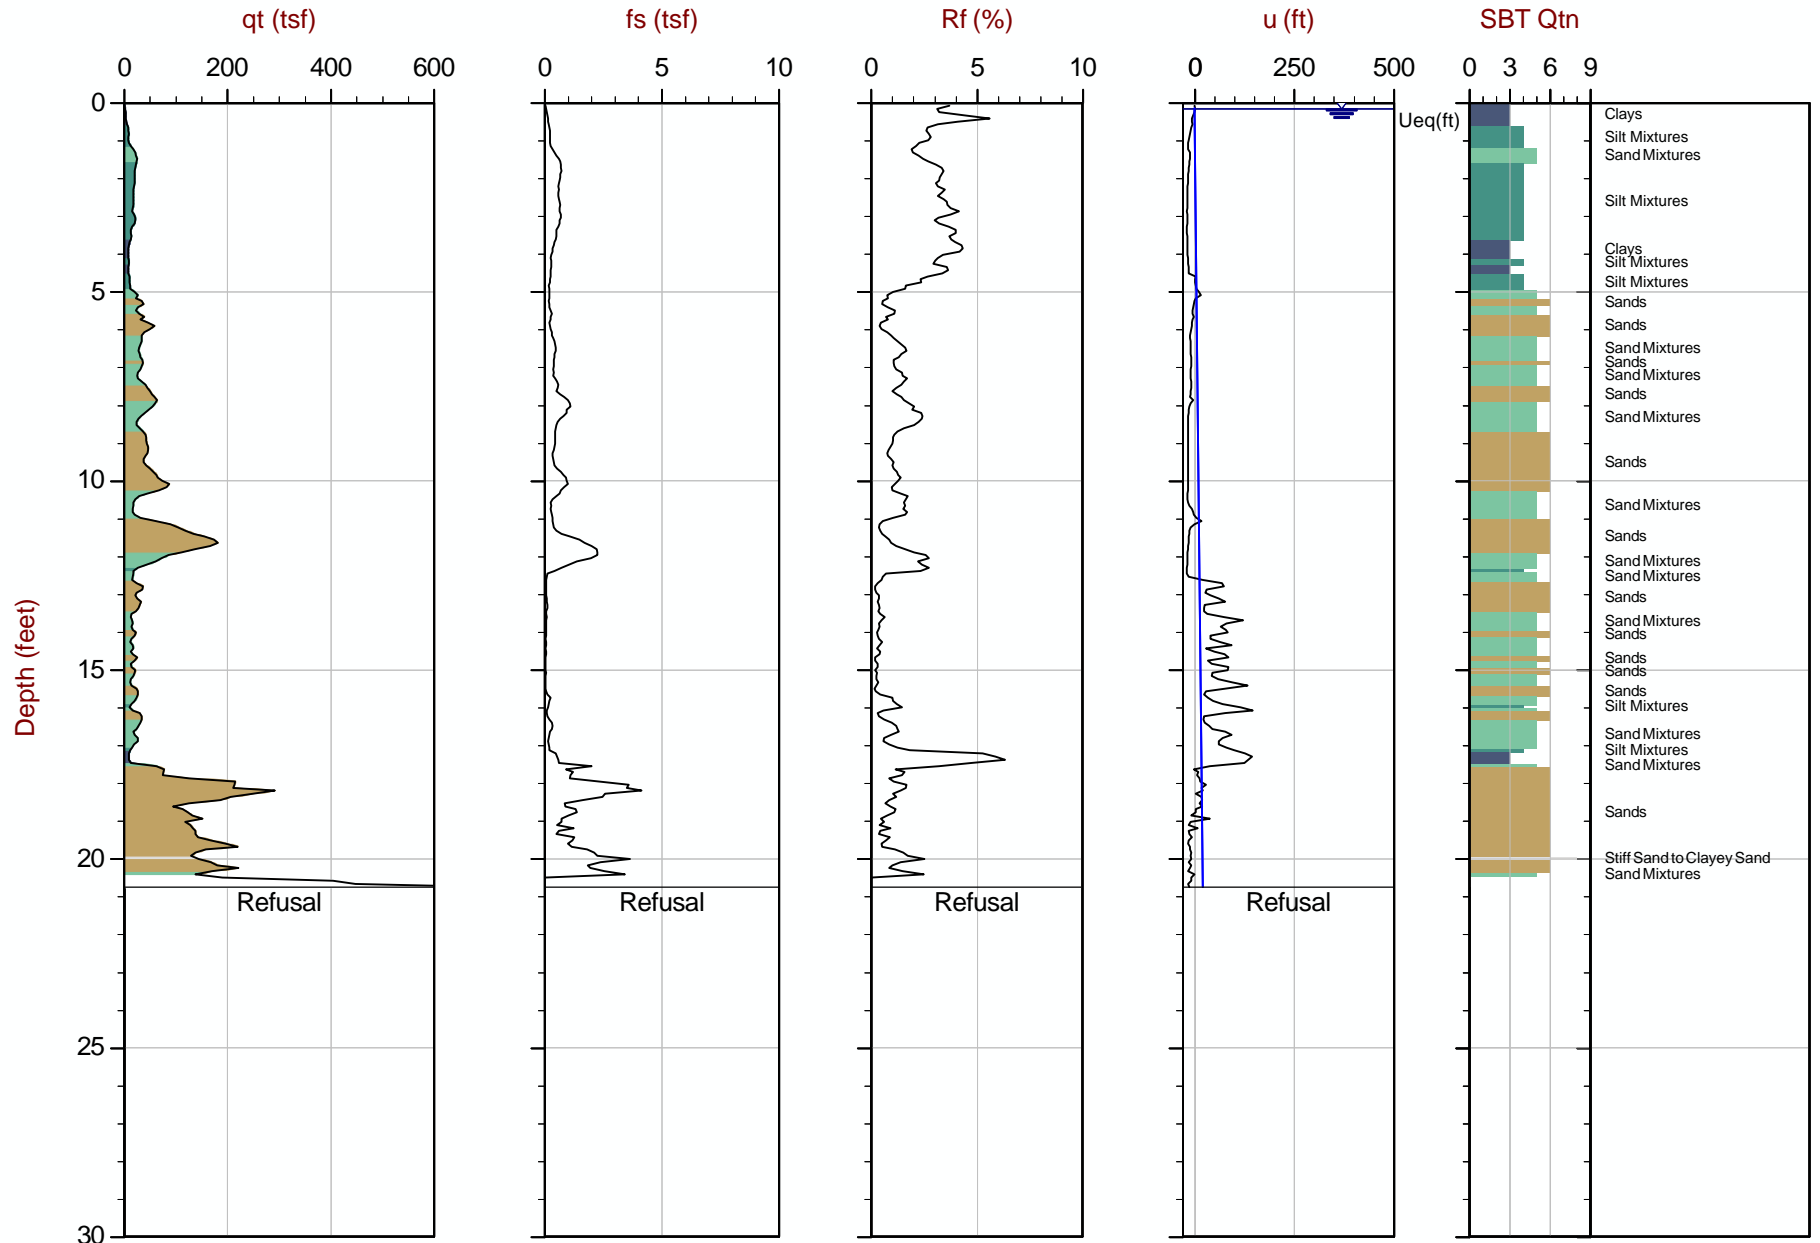 qt (tsf) fs (tsf) Rf (%) u (ft) SBT Qtn
0 200 400 600 0 5 10 0 5 10 0 250 500 0 3 6 9
0
5
10
15
20
25
30
Depth (feet)
Ueq(ft)
Clays
Silt Mixtures
Sand Mixtures
Silt Mixtures
Clays
Silt Mixtures
Silt Mixtures
Sands
Sands
Sand Mixtures
Sands
Sand Mixtures
Sands
Sand Mixtures
Sands
Sand Mixtures
Sands
Sand Mixtures
Sand Mixtures
Sands
Sand Mixtures
Sands
Sands
Sands
Sands
Silt Mixtures
Sand Mixtures
Silt Mixtures
Sand Mixtures
Sands
Stiff Sand to Clayey Sand
Sand Mixtures
Refusal Refusal Refusal Refusal